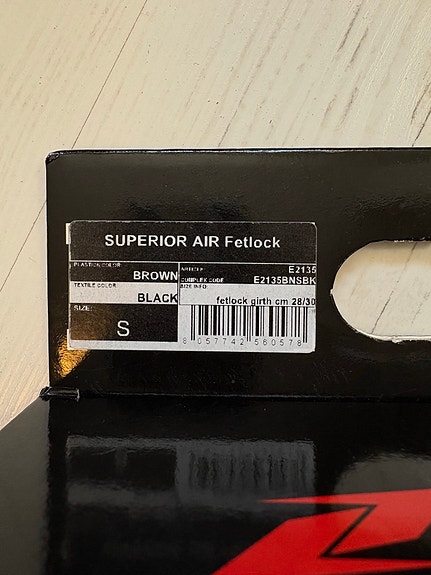 SUPERIOR AIR Fetlock
PLASTICK COLOR:
BROWN
ARTICLE
E2135
COMPLEX CODE
E2135BNSBK
TEXTILE COLOR
BLACK
SIZE INFO
fetlock girth cm 28/30
SIZE:
S
8 057742 560578